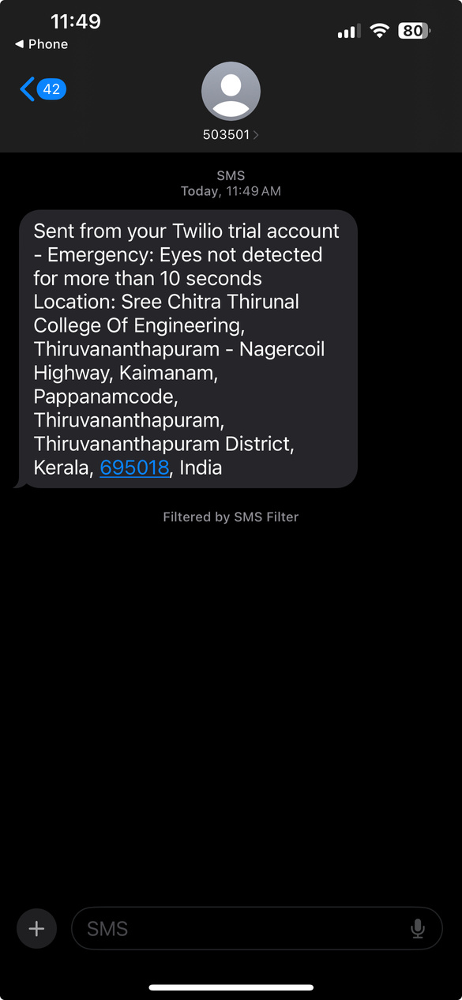 11:49
80
Phone
42
503501
SMS
Today, 11:49 AM
Sent from your Twilio trial account
- Emergency: Eyes not detected
for more than 10 seconds
Location: Sree Chitra Thirunal
College Of Engineering,
Thiruvananthapuram - Nagercoil
Highway, Kaimanam,
Pappanamcode,
Thiruvananthapuram,
Thiruvananthapuram District,
Kerala, 695018, India
Filtered by SMS Filter
SMS